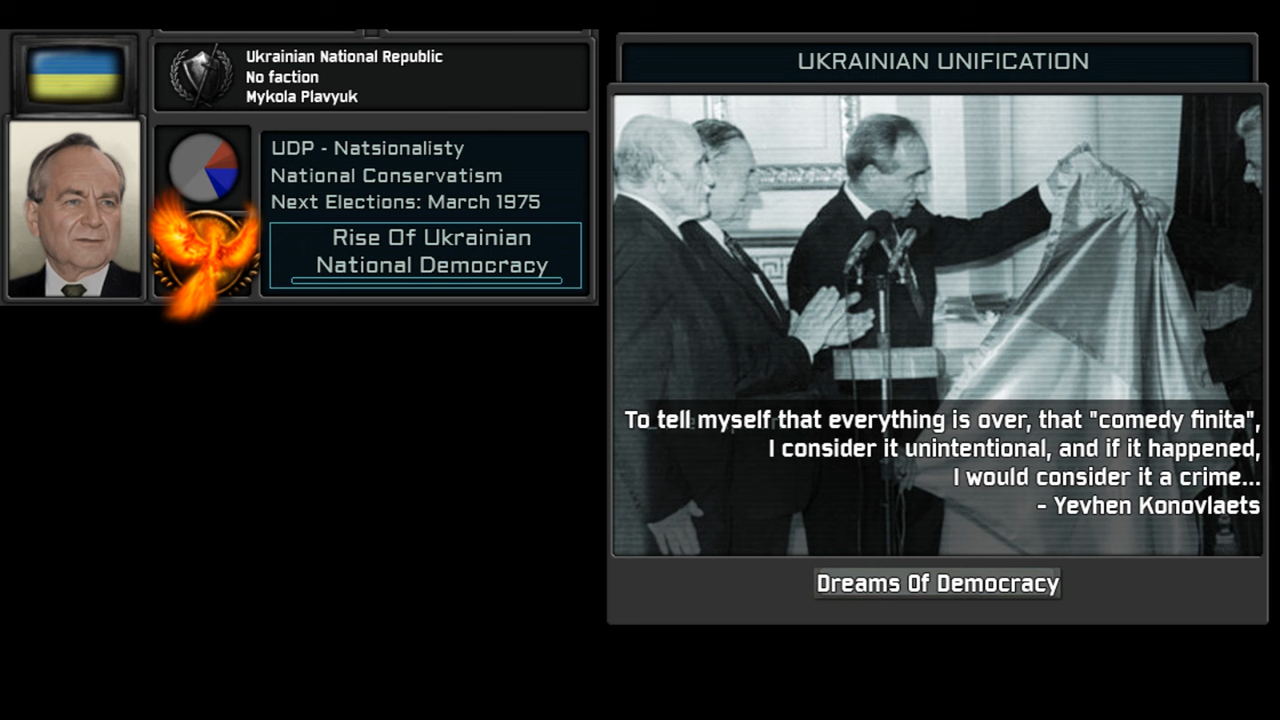 Ukrainian National Republic
No faction
Mykola Plavyuk
UDP - Natsionalisty
National Conservatism
Next Elections: March 1975
Rise Of Ukrainian
National Democracy
UKRAINIAN UNIFICATION
To tell myself that everything is over, that "comedy finita",
I consider it unintentional, and if it happened,
I would consider it a crime...
- Yevhen Konovlaets
Dreams Of Democracy